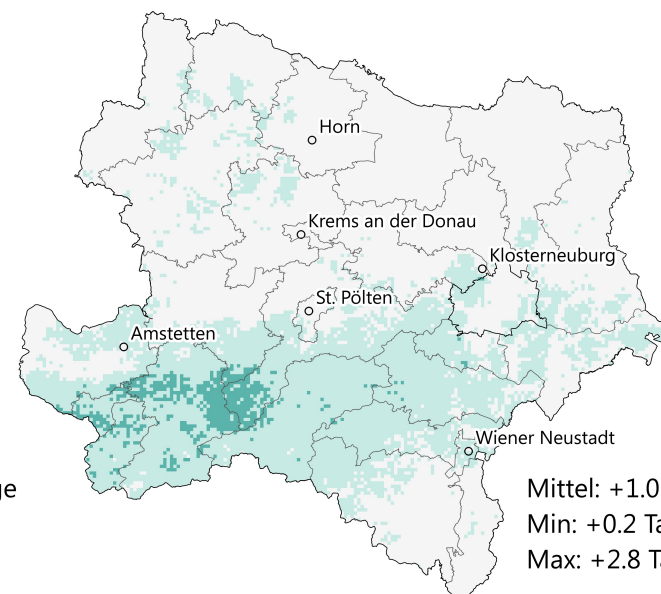 Horn
Krems an der Donau
Klosterneuburg
St. Pölten
Amstetten
Wiener Neustadt
Mittel: +1.0
Min: +0.2
Max: +2.8